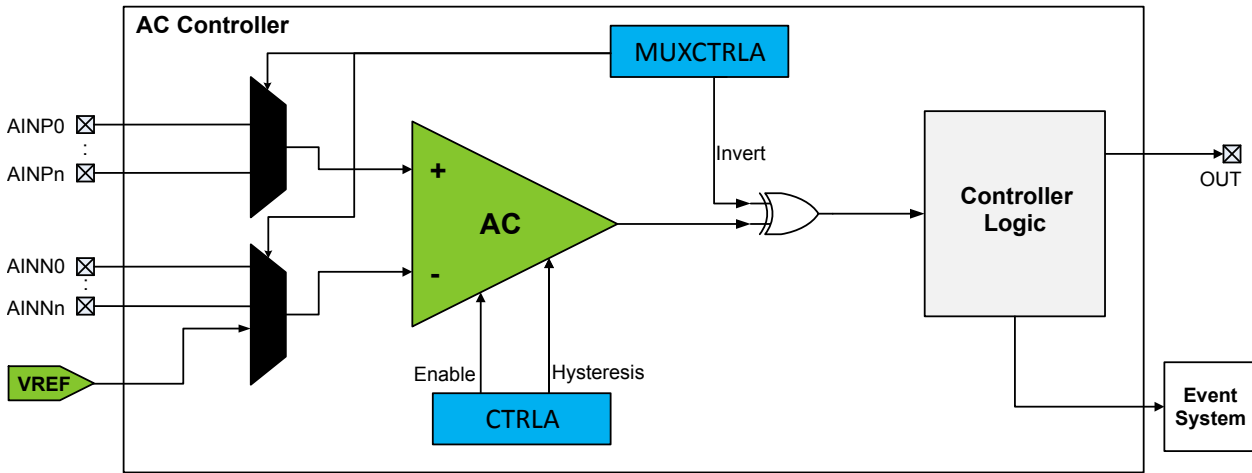 AC Controller
MUXCTRLA
AINP0
:
AINPn
+
Invert
OUT
Controller
Logic
AC
AINN0
:
AINNn
-
VREF
Enable
Hysteresis
CTRLA
Event
System